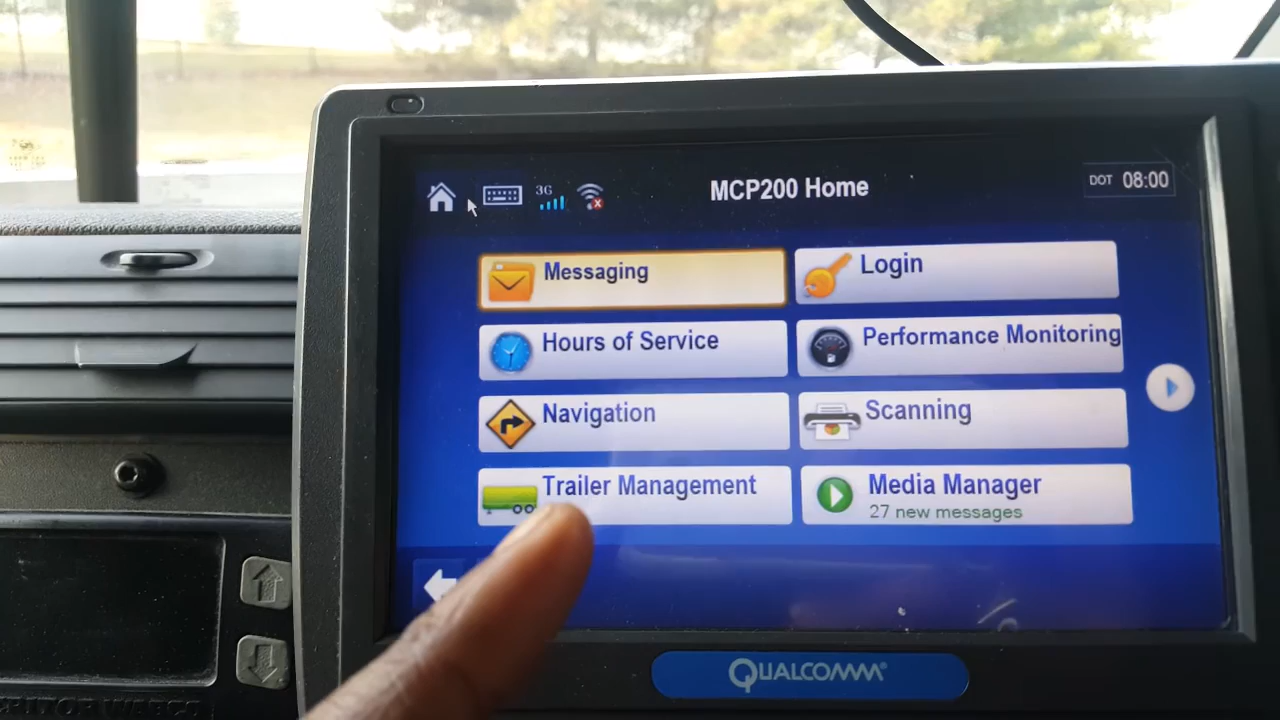 3G
MCP200 Home
DOT 08:00
Messaging
Login
Hours of Service
Performance Monitoring
Navigation
Scanning
Trailer Management
Media Manager
27 new messages
QUALCOMM®
WABCO